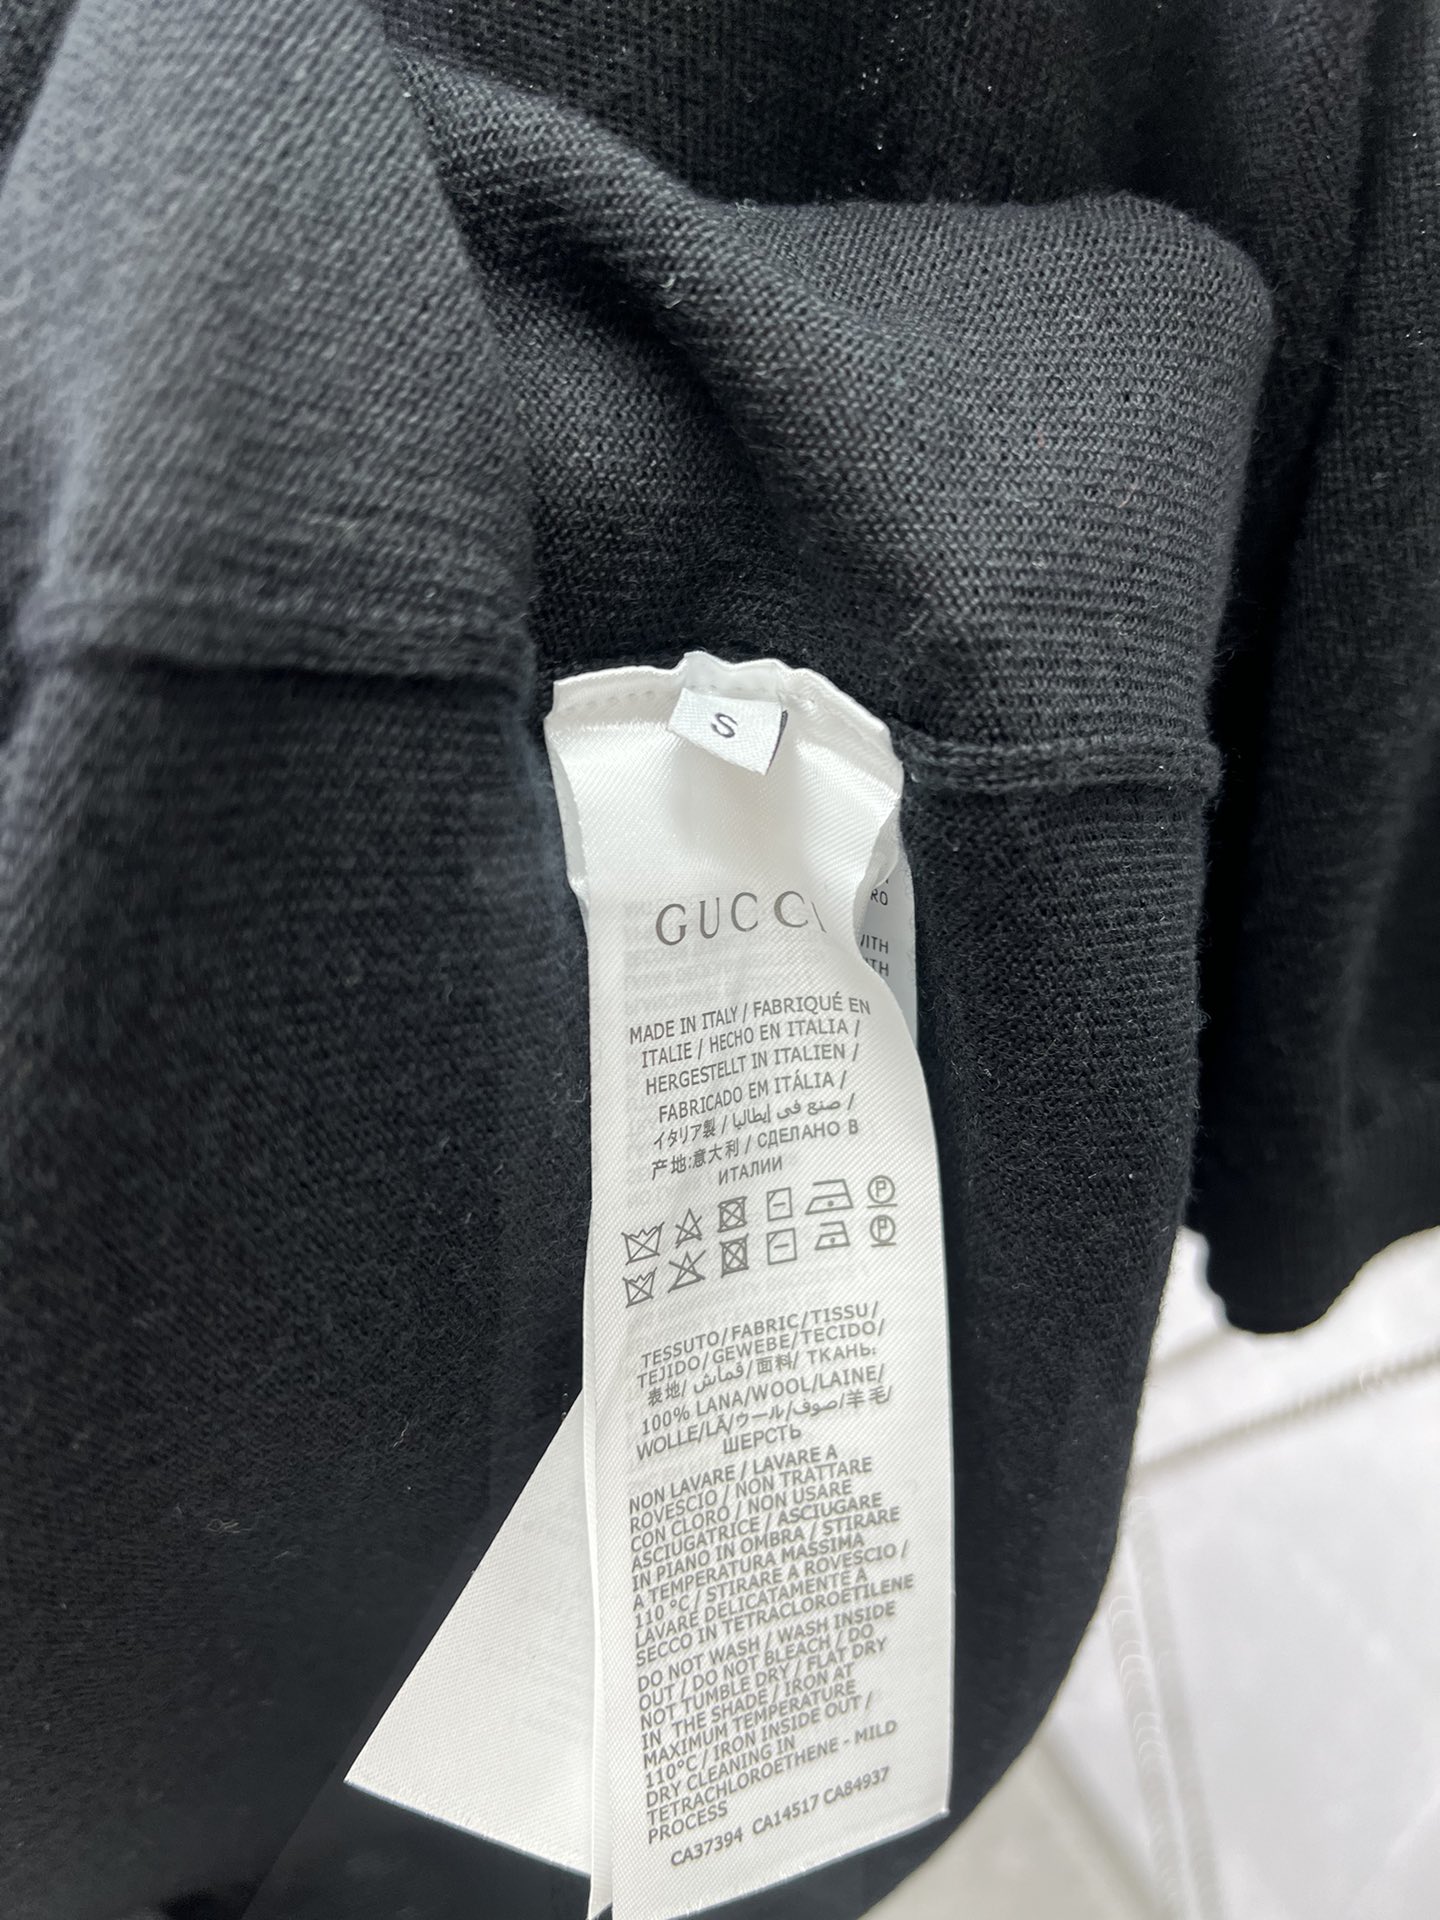 S
GUCCI
MADE IN ITALY / FABRIQUÉ EN
ITALIE / HECHO EN ITALIA /
HERGESTELLT IN ITALIEN /
FABRICADO EM ITÁLIA /
صنع في إيطاليا /
イタリア製 /
产地:意大利 / СДЕЛАНО В
ИТАЛИИ
TESSUTO/FABRIC/TISSU/
TEJIDO/GEWEBE/TECIDO/
表地/قماش/面料/ ТКАНЬ:
100% LANA/WOOL/LAINE/
WOLLE/LÃ/ウール/صوف/羊毛/
ШЕРСТЬ
NON LAVARE / LAVARE A
ROVESCIO / NON TRATTARE
CON CLORO / NON USARE
ASCIUGATRICE / ASCIUGARE
IN PIANO IN OMBRA / STIRARE
A TEMPERATURA MASSIMA
110 °C / STIRARE A ROVESCIO /
LAVARE DELICATAMENTE A
SECCO IN TETRACLOROETILENE
DO NOT WASH / WASH INSIDE
OUT / DO NOT BLEACH / DO
NOT TUMBLE DRY / FLAT DRY
IN THE SHADE / IRON AT
MAXIMUM TEMPERATURE
110°C / IRON INSIDE OUT /
DRY CLEANING IN
TETRACHLOROETHENE - MILD
PROCESS
CA37394 CA14517 CA84937